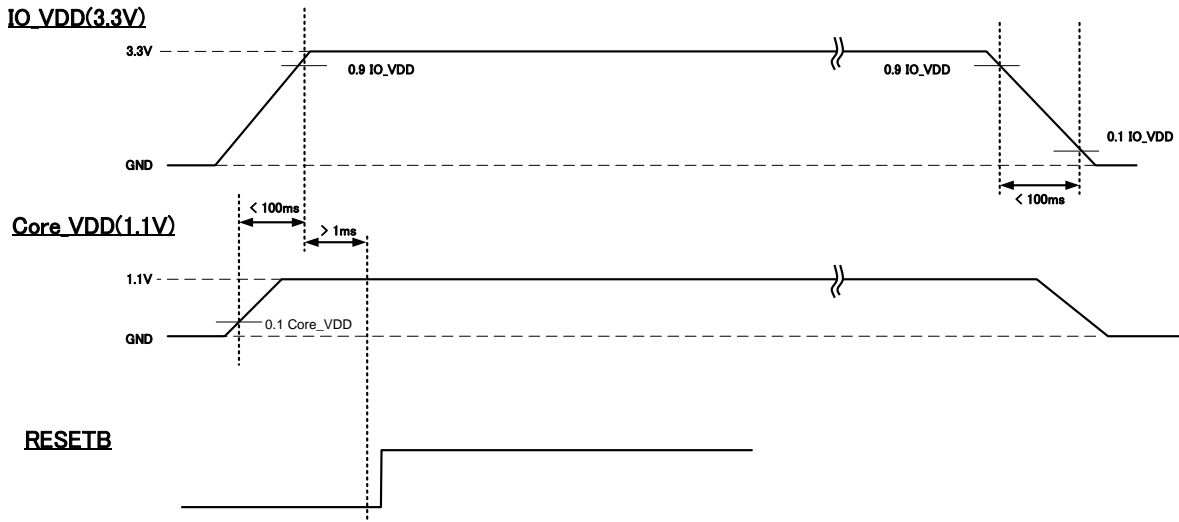 IO_VDD(3.3V)
3.3V
0.9 IO_VDD
0.9 IO_VDD
0.1 IO_VDD
GND
< 100ms
< 100ms
Core_VDD(1.1V)
> 1ms
1.1V
0.1 Core_VDD
GND
RESETB